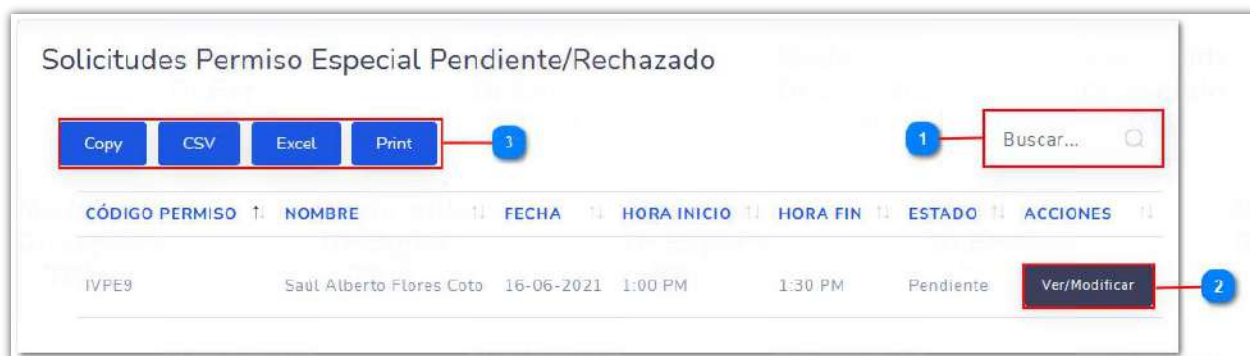 Solicitudes Permiso Especial Pendiente/Rechazado
Copy CSV Excel Print 3 1 Buscar...
CÓDIGO PERMISO NOMBRE FECHA HORA INICIO HORA FIN ESTADO ACCIONES
IVPE9 Saúl Alberto Flores Coto 16-06-2021 1:00 PM 1:30 PM Pendiente Ver/Modificar 2